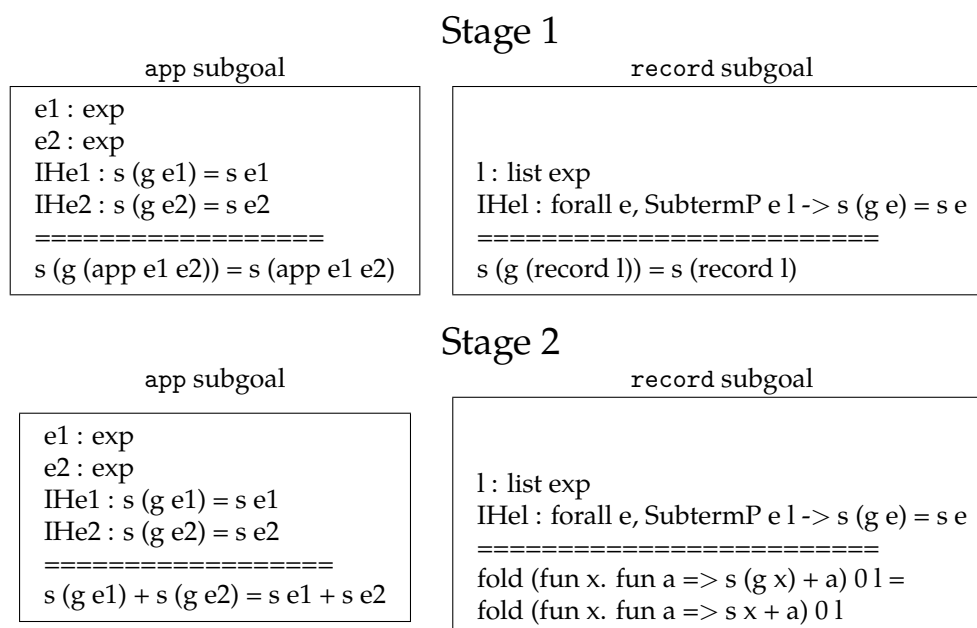 Stage 1
app subgoal
e1 : exp
e2 : exp
IHe1 : s (g e1) = s e1
IHe2 : s (g e2) = s e2
==================
s (g (app e1 e2)) = s (app e1 e2)
record subgoal
l : list exp
IHel : forall e, SubtermP e l -> s (g e) = s e
=========================
s (g (record l)) = s (record l)
Stage 2
app subgoal
e1 : exp
e2 : exp
IHe1 : s (g e1) = s e1
IHe2 : s (g e2) = s e2
==================
s (g e1) + s (g e2) = s e1 + s e2
record subgoal
l : list exp
IHel : forall e, SubtermP e l -> s (g e) = s e
=========================
fold (fun x. fun a => s (g x) + a) 0 l =
fold (fun x. fun a => s x + a) 0 l